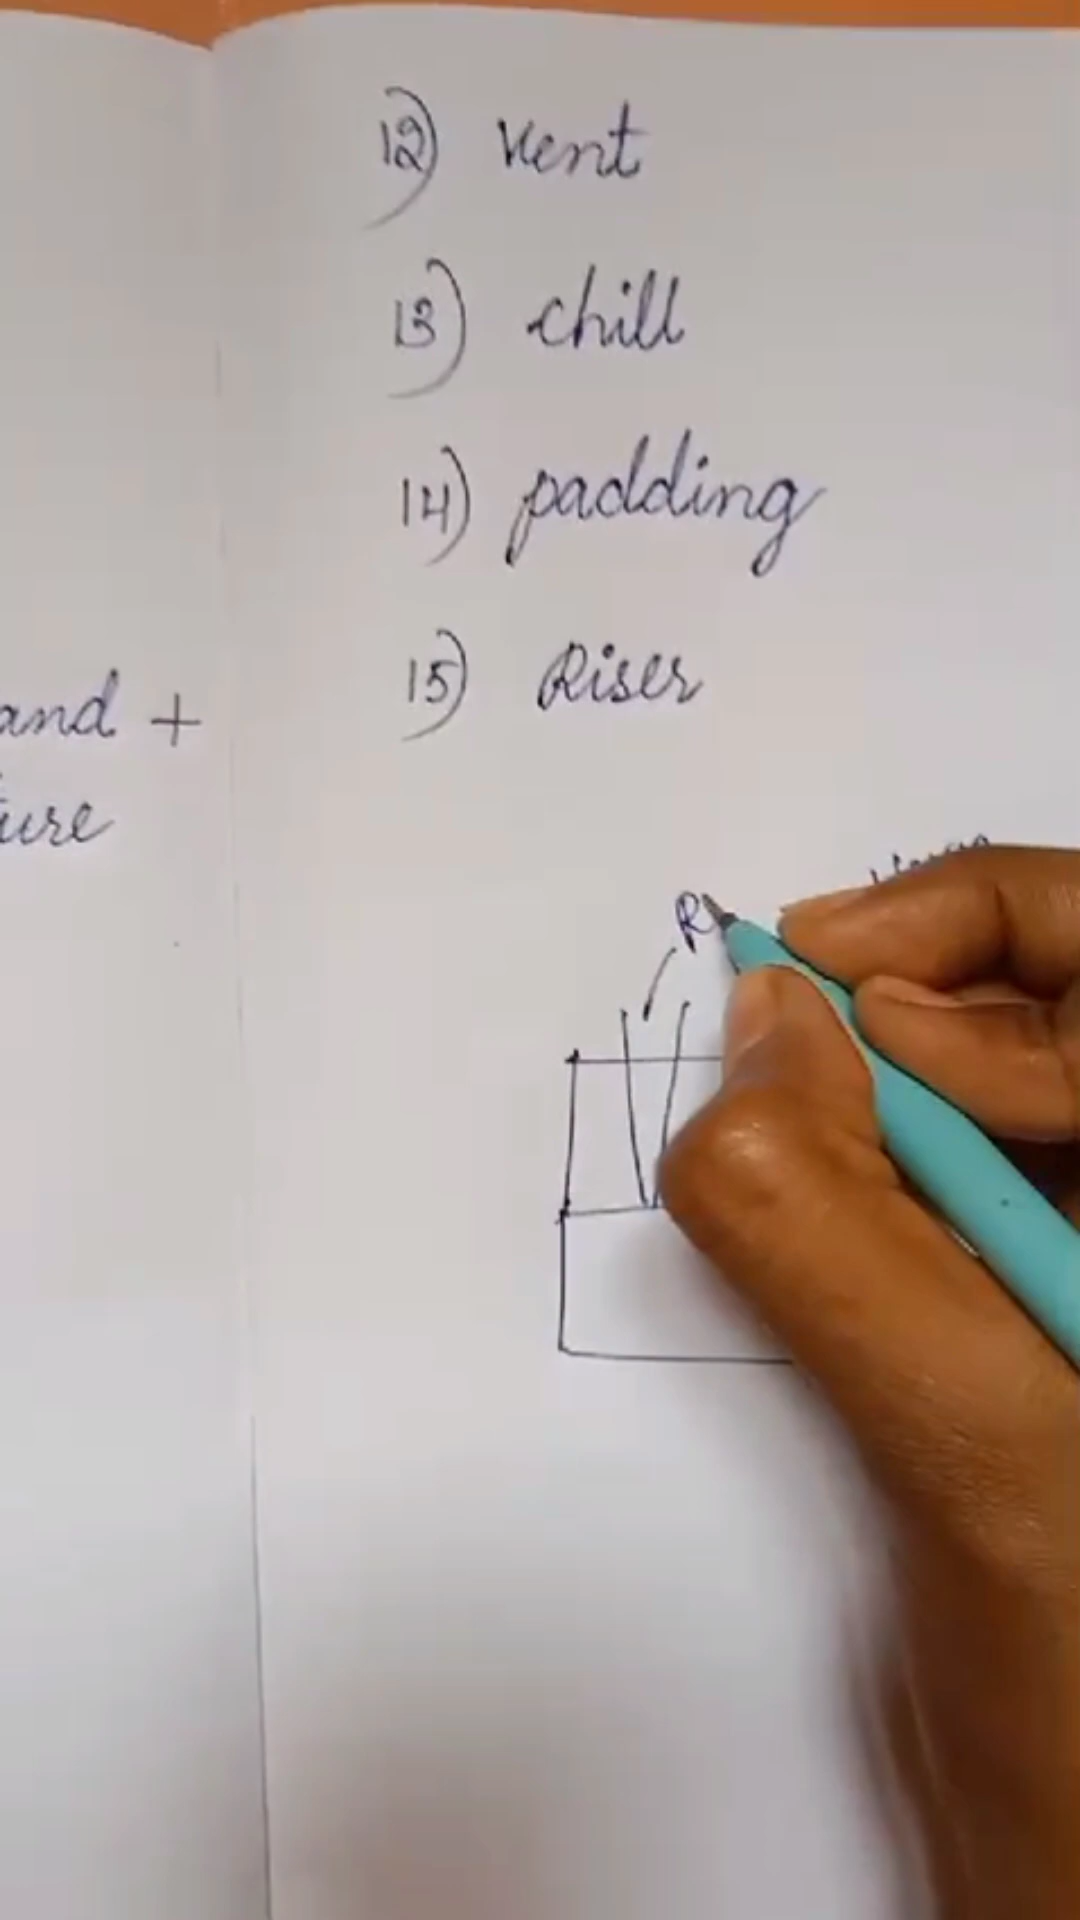 12) Vent
13) chill
14) padding
15) Riser
and +
ure
R